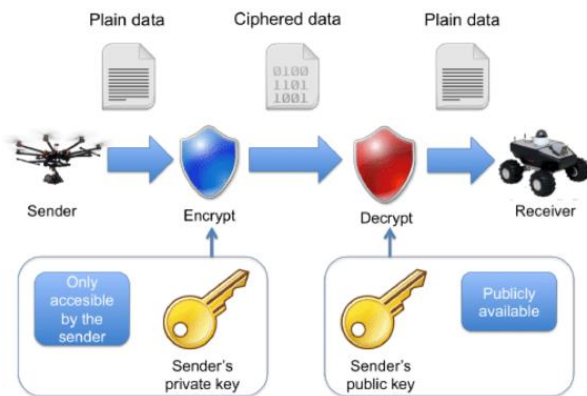 Plain data
Ciphered data
Plain data
0100
1101
1001
Sender
Encrypt
Decrypt
Receiver
Only
accesible
by the
sender
Sender's
private key
Sender's
public key
Publicly
available